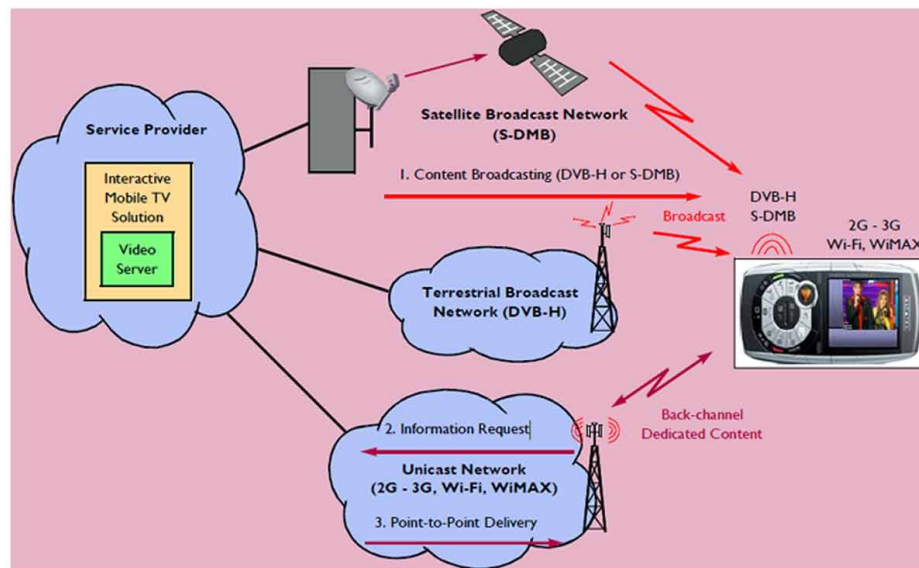 Service Provider
Interactive
Mobile TV
Solution
Video
Server
Satellite Broadcast Network
(S-DMB)
1. Content Broadcasting (DVB-H or S-DMB)
Broadcast
DVB-H
S-DMB
2G - 3G
Wi-Fi, WiMAX
Terrestrial Broadcast
Network (DVB-H)
Back-channel
Dedicated Content
2. Information Request
Unicast Network
(2G - 3G, Wi-Fi, WiMAX)
3. Point-to-Point Delivery